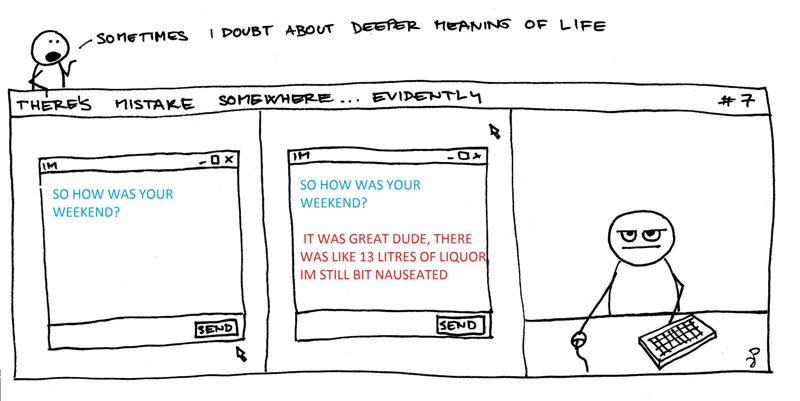 SOMETIMES I DOUBT ABOUT DEEPER MEANING OF LIFE
THERE'S MISTAKE SOMEWHERE... EVIDENTLY #7
IM
SO HOW WAS YOUR
WEEKEND?
SEND
IM
SO HOW WAS YOUR
WEEKEND?
IT WAS GREAT DUDE, THERE
WAS LIKE 13 LITRES OF LIQUOR,
IM STILL BIT NAUSEATED
SEND